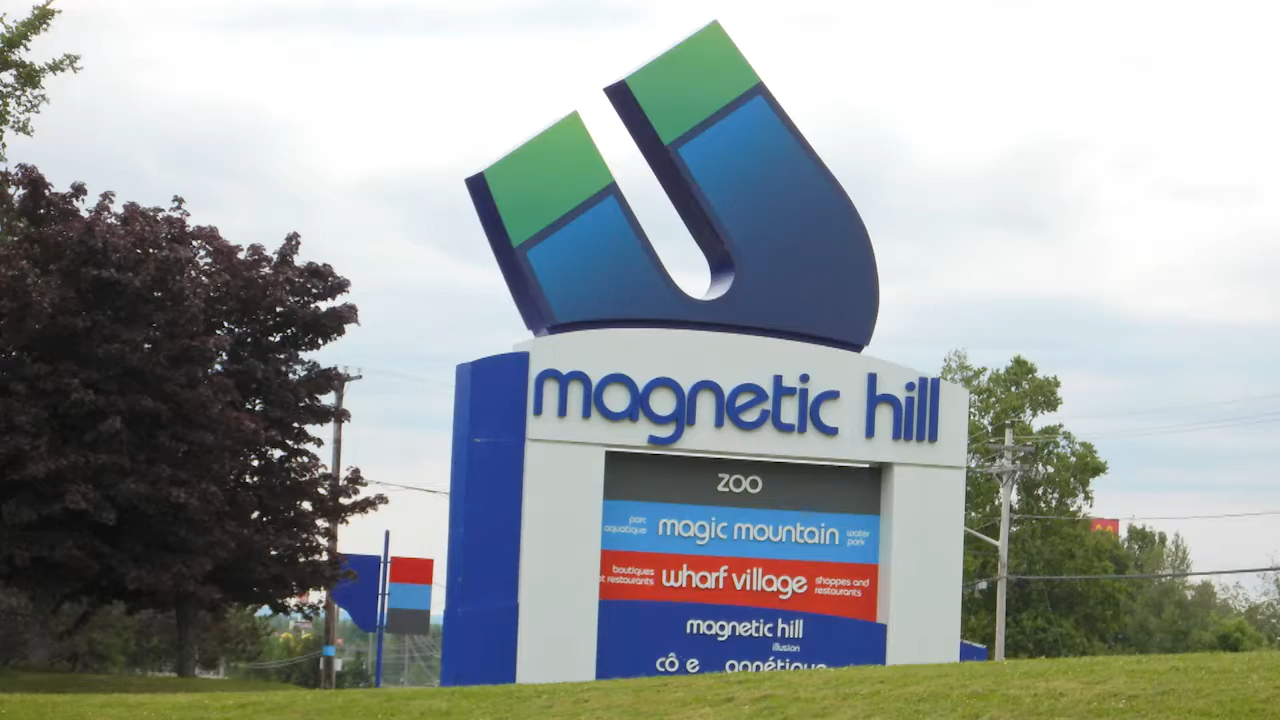 magnetic hill
zoo
parc aquatique magic mountain water park
boutiques et restaurants wharf village shoppes and restaurants
magnetic hill
illusion